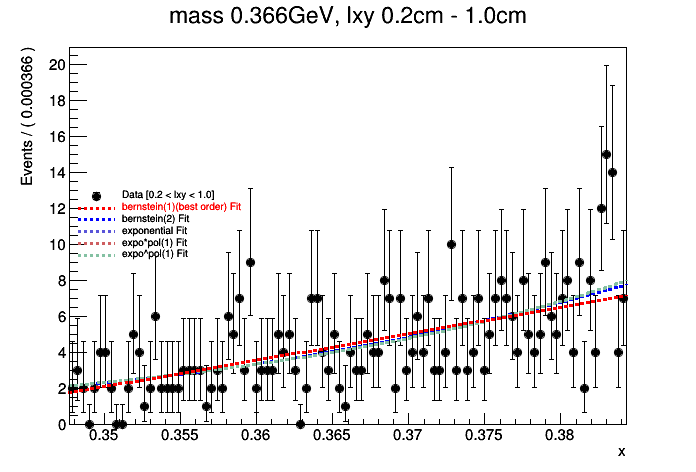 mass 0.366GeV, lxy 0.2cm - 1.0cm
Events / ( 0.000366 )
20
18
16
14
12
10
8
6
4
2
0
Data [0.2 < lxy < 1.0]
bernstein(1)(best order) Fit
bernstein(2) Fit
exponential Fit
expo*pol(1) Fit
expo^pol(1) Fit
0.35 0.355 0.36 0.365 0.37 0.375 0.38
x